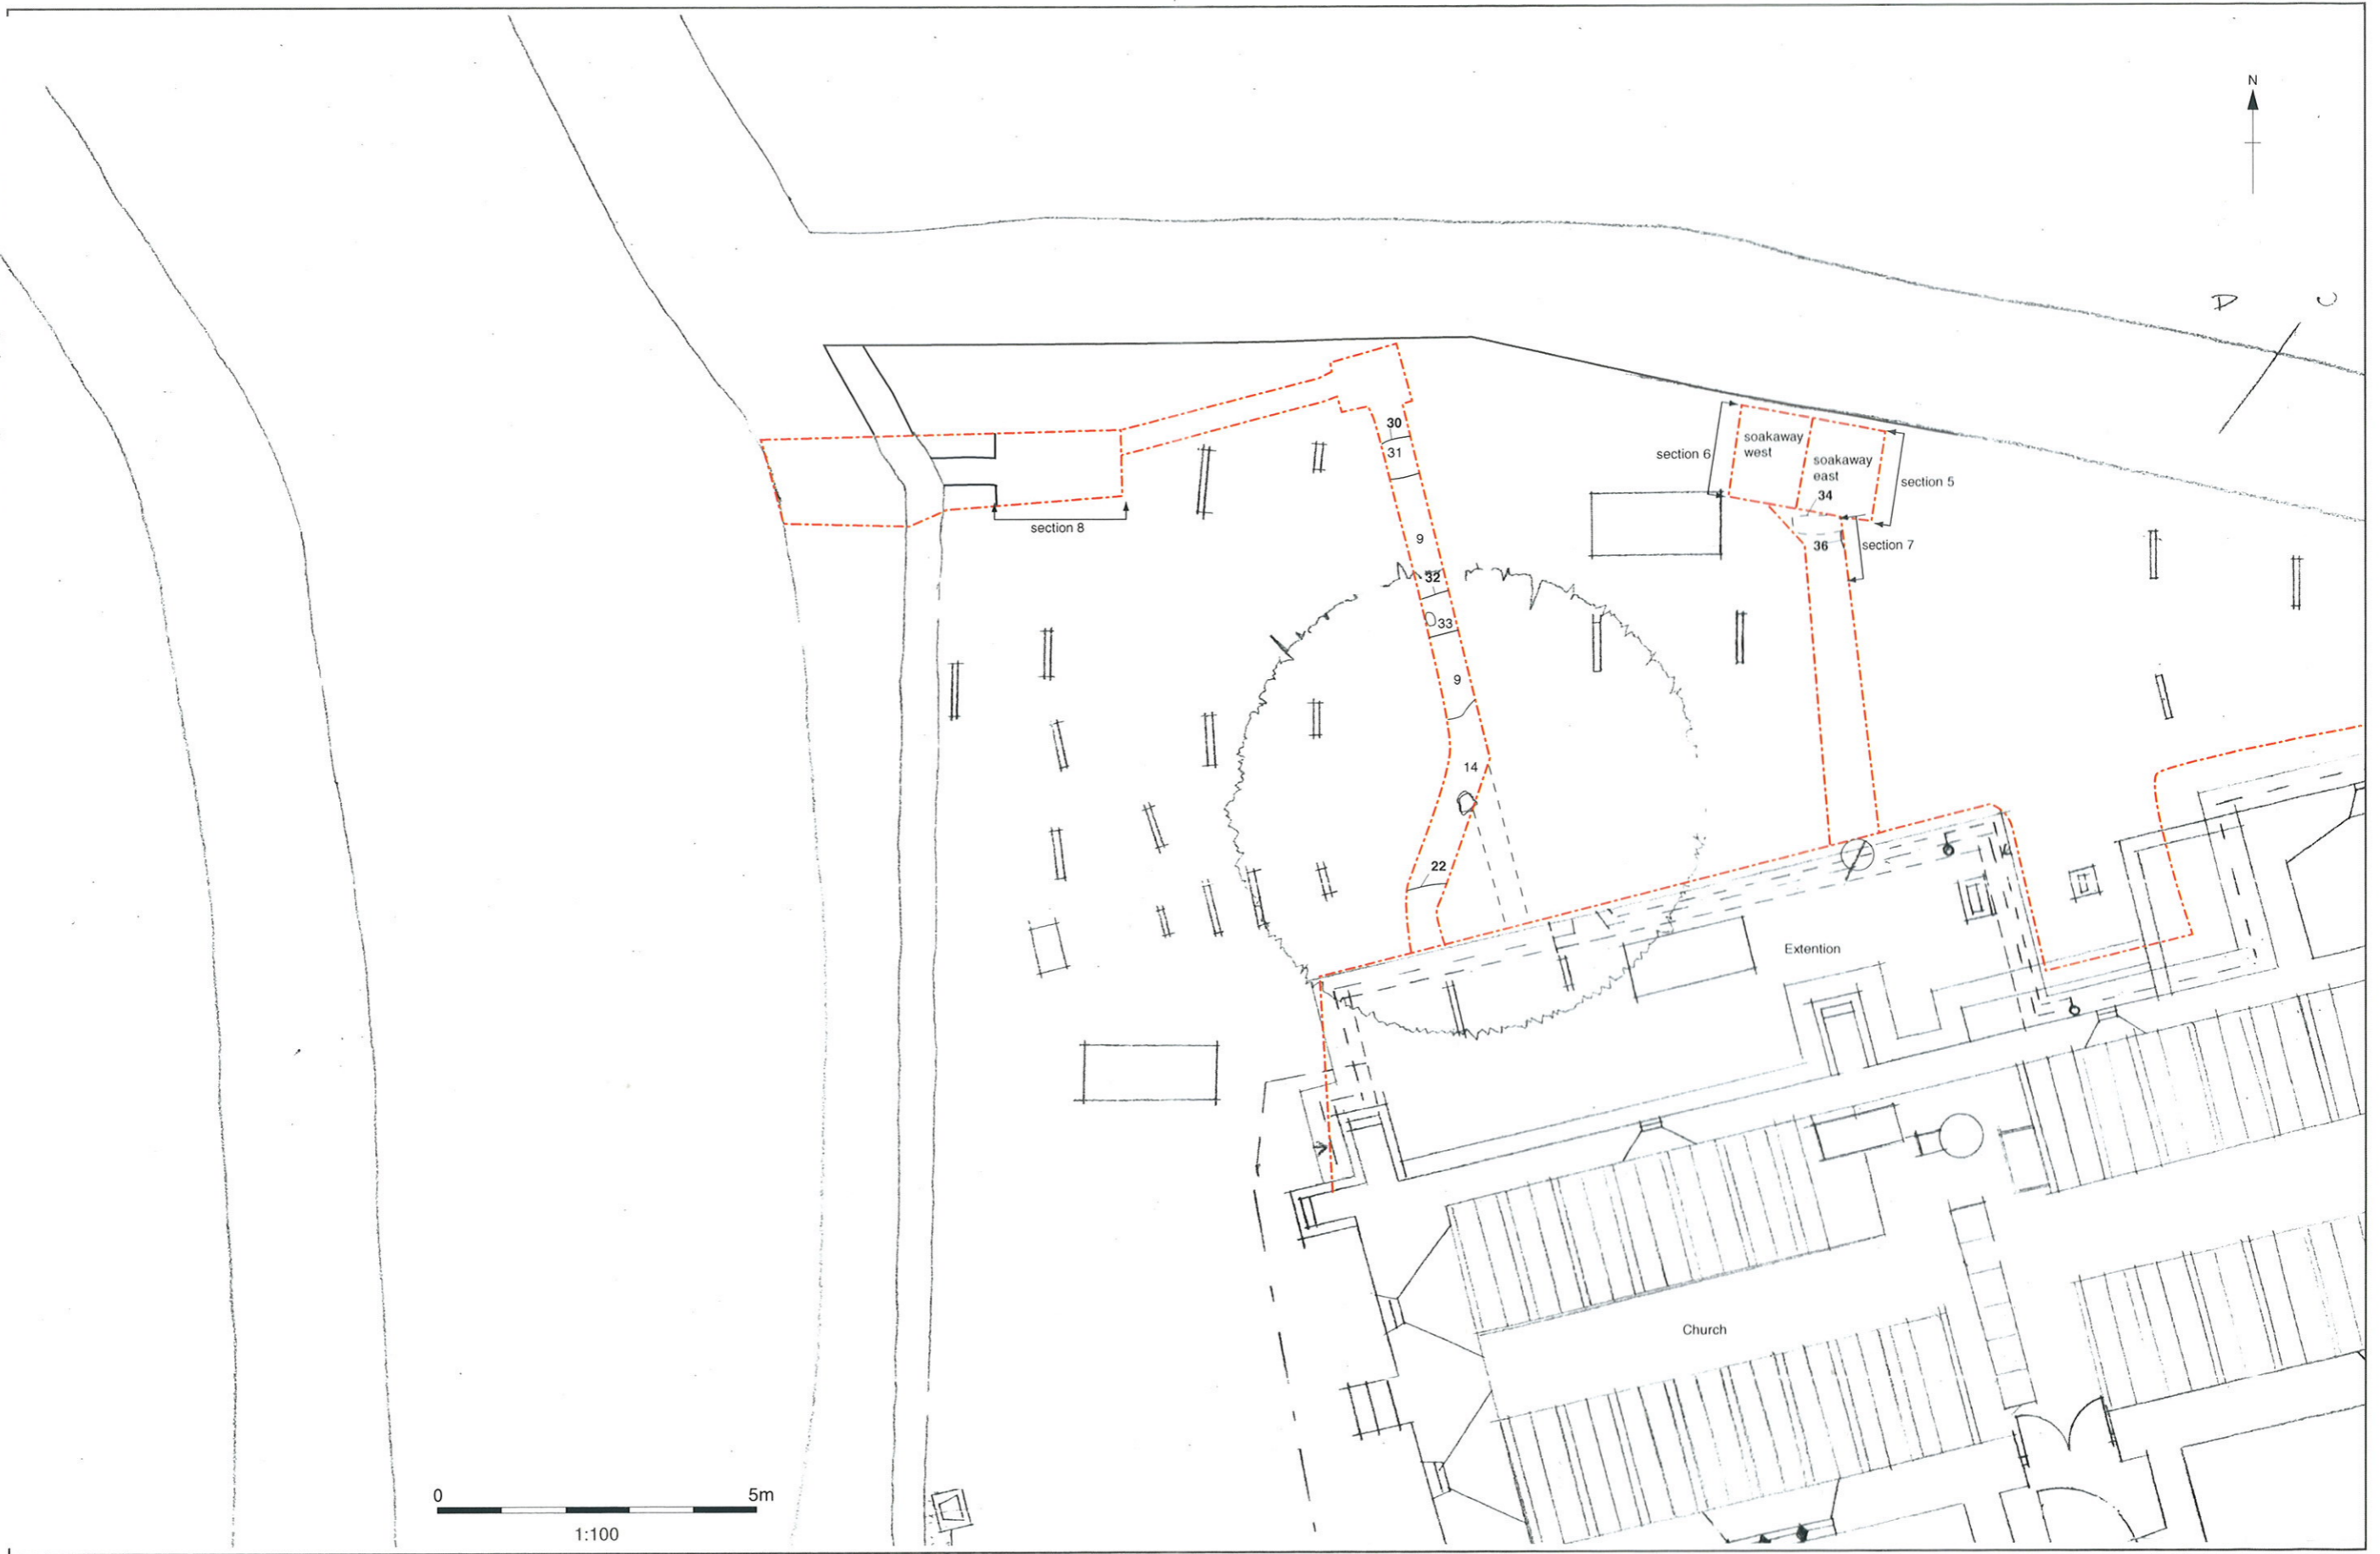 N
D C
30
31
section 6
soakaway
west
soakaway
east
34
section 5
section 8
9
36
section 7
32
33
9
14
22
Extention
Church
0 5m
1:100